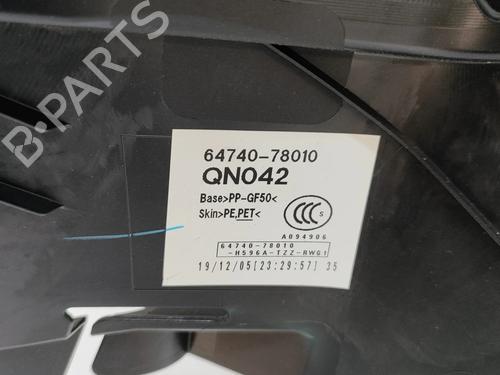 64740-78010
QN042
Base>PP-GF50<
Skin>PE,PET<
CCC S
A094906
64740-78010
-H596A-TZZ-RWG1
19/12/05[23:29:57] 35
B-PARTS